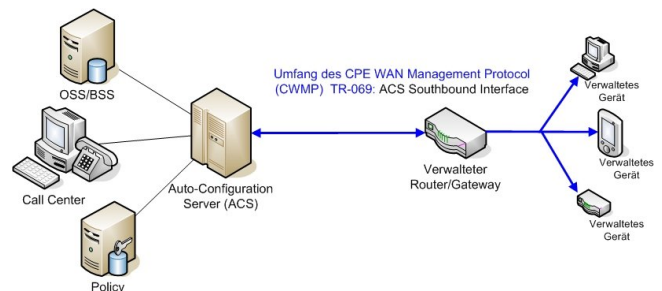 OSS/BSS
Call Center
Policy
Auto-Configuration
Server (ACS)
Umfang des CPE WAN Management Protocol
(CWMP) TR-069: ACS Southbound Interface
Verwalteter
Router/Gateway
Verwaltetes
Gerät
Verwaltetes
Gerät
Verwaltetes
Gerät